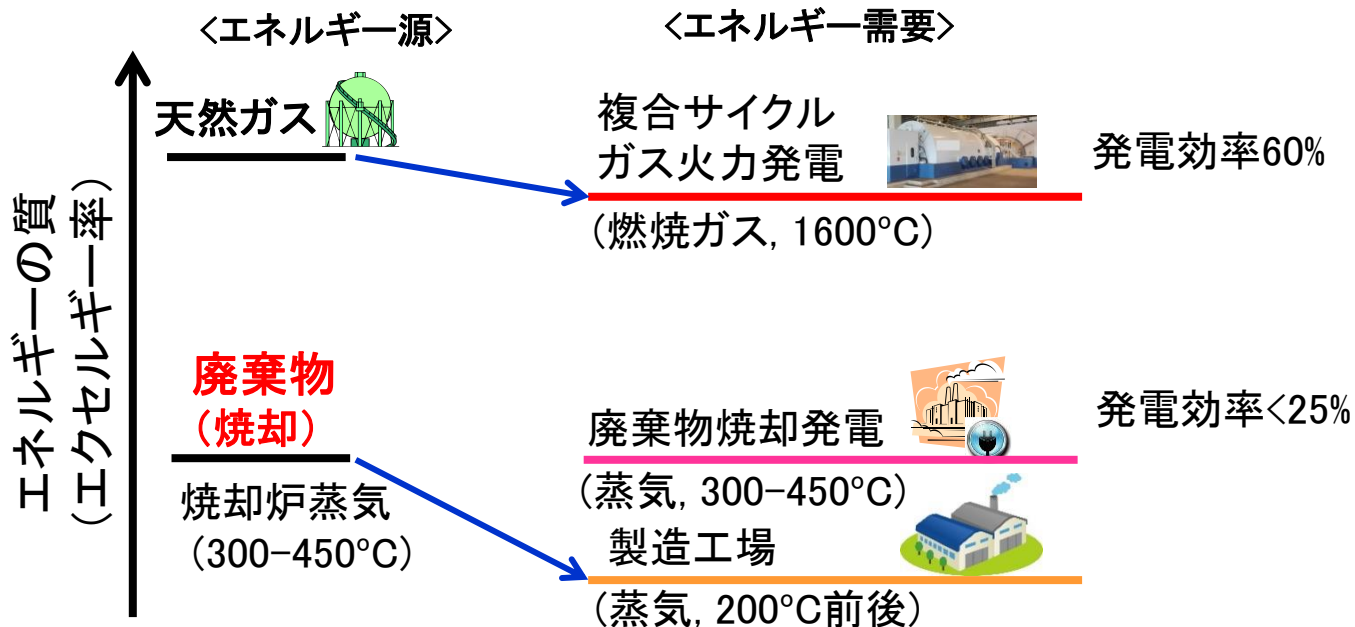 <エネルギー源>
<エネルギー需要>
エネルギーの質
(エクセルギー率)
天然ガス
複合サイクル
ガス火力発電
(燃焼ガス, 1600℃)
発電効率60%
廃棄物
(焼却)
焼却炉蒸気
(300-450℃)
廃棄物焼却発電
(蒸気, 300-450℃)
発電効率<25%
製造工場
(蒸気, 200℃前後)